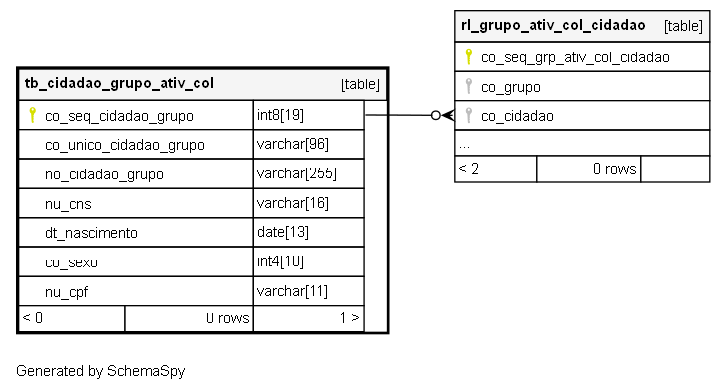 rl_grupo_ativ_col_cidadao [table]
co_seq_grp_ativ_col_cidadao
co_grupo
co_cidadao
...
< 2 0 rows
tb_cidadao_grupo_ativ_col [table]
co_seq_cidadao_grupo int8[19]
co_unico_cidadao_grupo varchar[96]
no_cidadao_grupo varchar[255]
nu_cns varchar[16]
dt_nascimento date[13]
co_sexo int4[10]
nu_cpf varchar[11]
< 0 0 rows 1 >
Generated by SchemaSpy